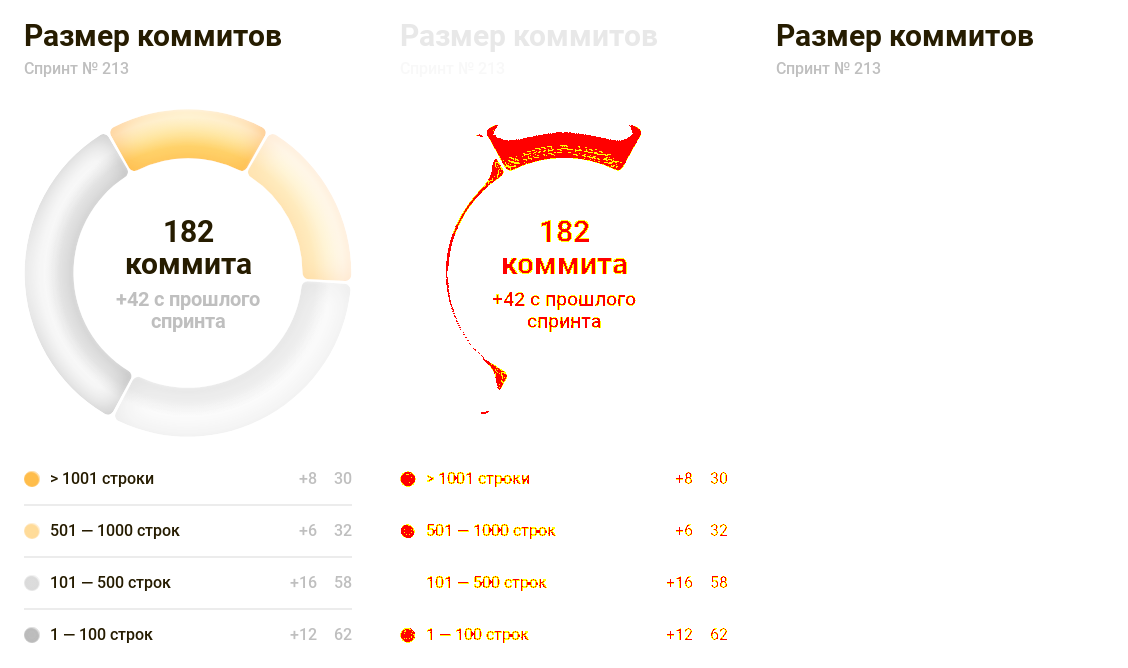 Размер коммитов
Спринт № 213
182
коммита
+42 с прошлого
спринта
> 1001 строки +8 30
501 — 1000 строк +6 32
101 — 500 строк +16 58
1 — 100 строк +12 62
Размер коммитов
Спринт № 213
182
коммита
+42 с прошлого
спринта
> 1001 строки +8 30
501 — 1000 строк +6 32
101 — 500 строк +16 58
1 — 100 строк +12 62
Размер коммитов
Спринт № 213